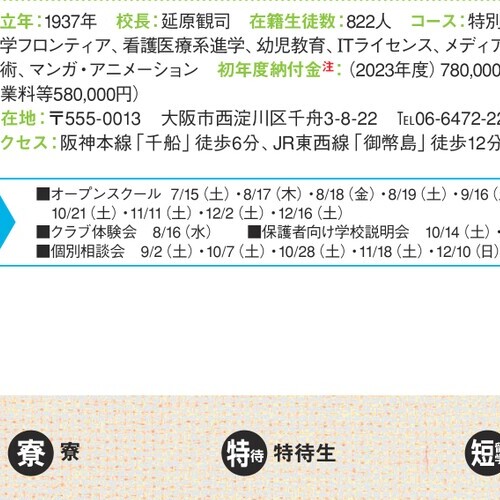 立年：1937年　校長：延原観司　在籍生徒数：822人　コース：特別
学フロンティア、看護医療系進学、幼児教育、ITライセンス、メディア
術、マンガ・アニメーション　初年度納付金注：（2023年度）780,000
業料等580,000円）
在地：〒555-0013　大阪市西淀川区千舟3-8-22　℡06-6472-22
クセス：阪神本線「千船」徒歩6分、JR東西線「御幣島」徒歩12分
■オープンスクール　7/15（土）・8/17（木）・8/18（金）・8/19（土）・9/16（
10/21（土）・11/11（土）・12/2（土）・12/16（土）
■クラブ体験会　8/16（水）　■保護者向け学校説明会　10/14（土）・
■個別相談会　9/2（土）・10/7（土）・10/28（土）・11/18（土）・12/10（日）
寮 寮　特待 特待生　短